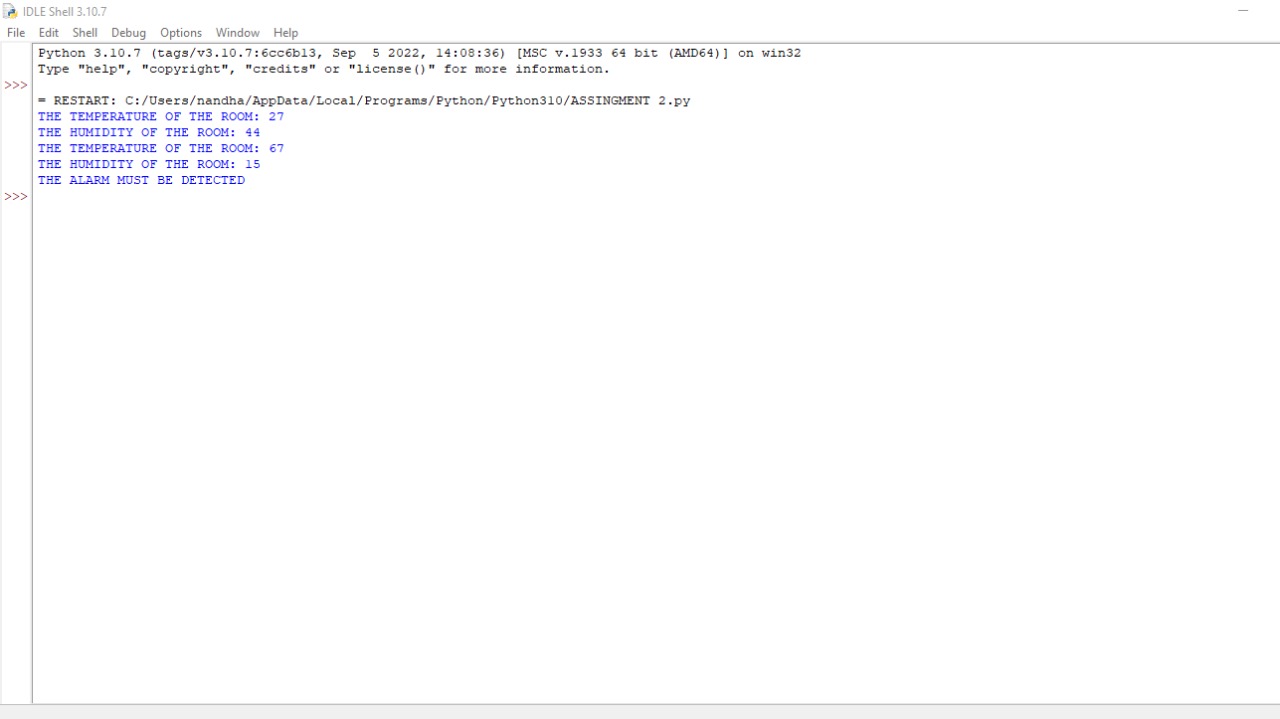 IDLE Shell 3.10.7
File Edit Shell Debug Options Window Help
Python 3.10.7 (tags/v3.10.7:6cc6b13, Sep  5 2022, 14:08:36) [MSC v.1933 64 bit (AMD64)] on win32
Type "help", "copyright", "credits" or "license()" for more information.
>>>
= RESTART: C:/Users/nandha/AppData/Local/Programs/Python/Python310/ASSINGMENT 2.py
THE TEMPERATURE OF THE ROOM: 27
THE HUMIDITY OF THE ROOM: 44
THE TEMPERATURE OF THE ROOM: 67
THE HUMIDITY OF THE ROOM: 15
THE ALARM MUST BE DETECTED
>>>